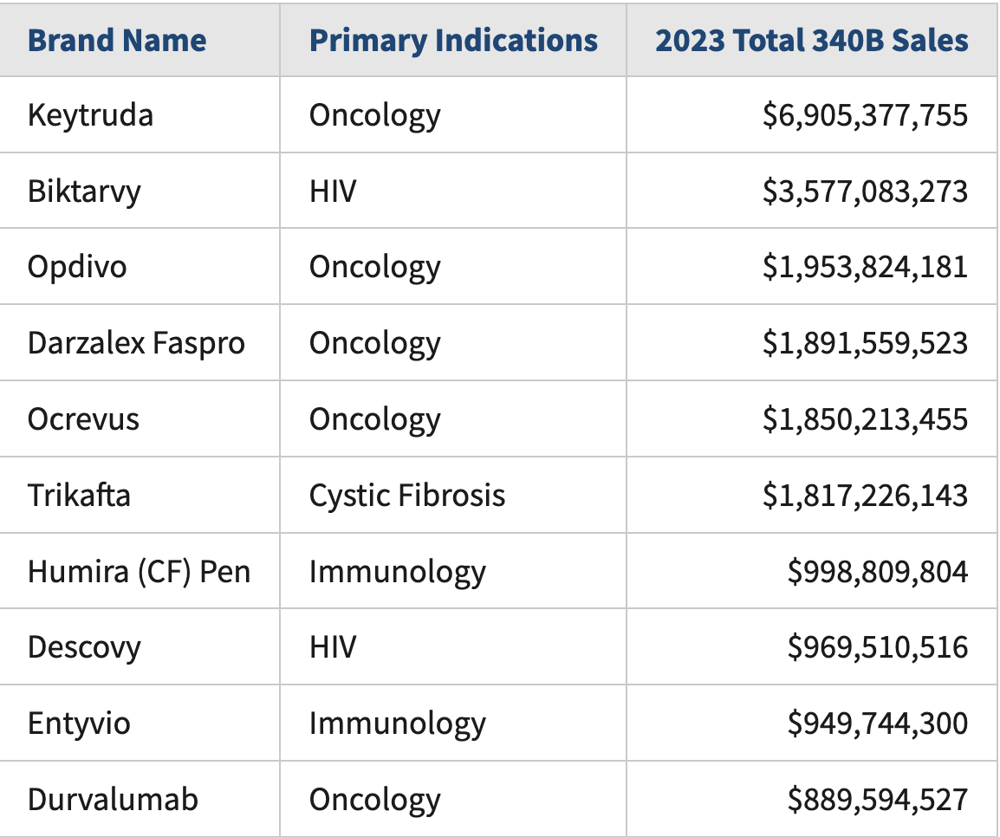 Brand Name Primary Indications 2023 Total 340B Sales
Keytruda Oncology $6,905,377,755
Biktarvy HIV $3,577,083,273
Opdivo Oncology $1,953,824,181
Darzalex Faspro Oncology $1,891,559,523
Ocrevus Oncology $1,850,213,455
Trikafta Cystic Fibrosis $1,817,226,143
Humira (CF) Pen Immunology $998,809,804
Descovy HIV $969,510,516
Entyvio Immunology $949,744,300
Durvalumab Oncology $889,594,527